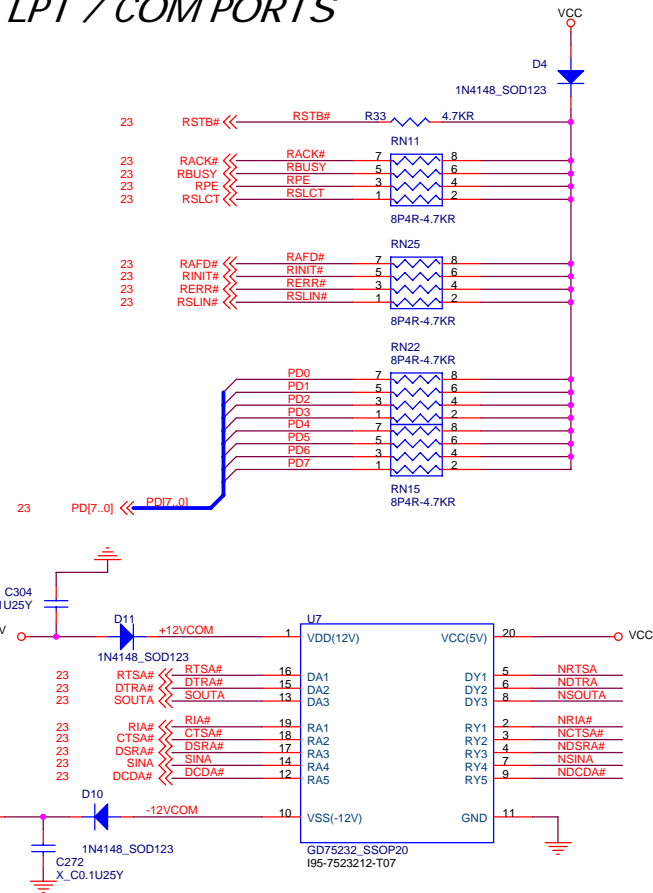 LPT / COM PORTS
VCC
D4
1N4148_SOD123
23 RSTB# RSTB# R33 4.7KR
RN11
23 RACK# RACK# 7 8
23 RBUSY RBUSY 5 6
23 RPE RPE 3 4
23 RSLCT RSLCT 1 2
8P4R-4.7KR
RN25
23 RAFD# RAFD# 7 8
23 RINIT# RINIT# 5 6
23 RERR# RERR# 3 4
23 RSLIN# RSLIN# 1 2
8P4R-4.7KR
RN22
8P4R-4.7KR
PD0 7 8
PD1 5 6
PD2 3 4
PD3 1 2
PD4 7 8
PD5 5 6
PD6 3 4
PD7 1 2
RN15
8P4R-4.7KR
23 PD[7..0] PD[7..0]
C304
1U25Y
D11
V +12VCOM
1N4148_SOD123
U7
1 VDD(12V) VCC(5V) 20 VCC
23 RTSA# RTSA# 16 DA1 DY1 5 NRTSA
23 DTRA# DTRA# 15 DA2 DY2 6 NDTRA
23 SOUTA SOUTA 13 DA3 DY3 8 NSOUTA
23 RIA# RIA# 19 RA1 RY1 2 NRIA#
23 CTSA# CTSA# 18 RA2 RY2 3 NCTSA#
23 DSRA# DSRA# 17 RA3 RY3 4 NDSRA#
23 SINA SINA 14 RA4 RY4 7 NSINA
23 DCDA# DCDA# 12 RA5 RY5 9 NDCDA#
D10
-12VCOM 10 VSS(-12V) GND 11
1N4148_SOD123
GD75232_SSOP20
I95-7523212-T07
C272
X_C0.1U25Y